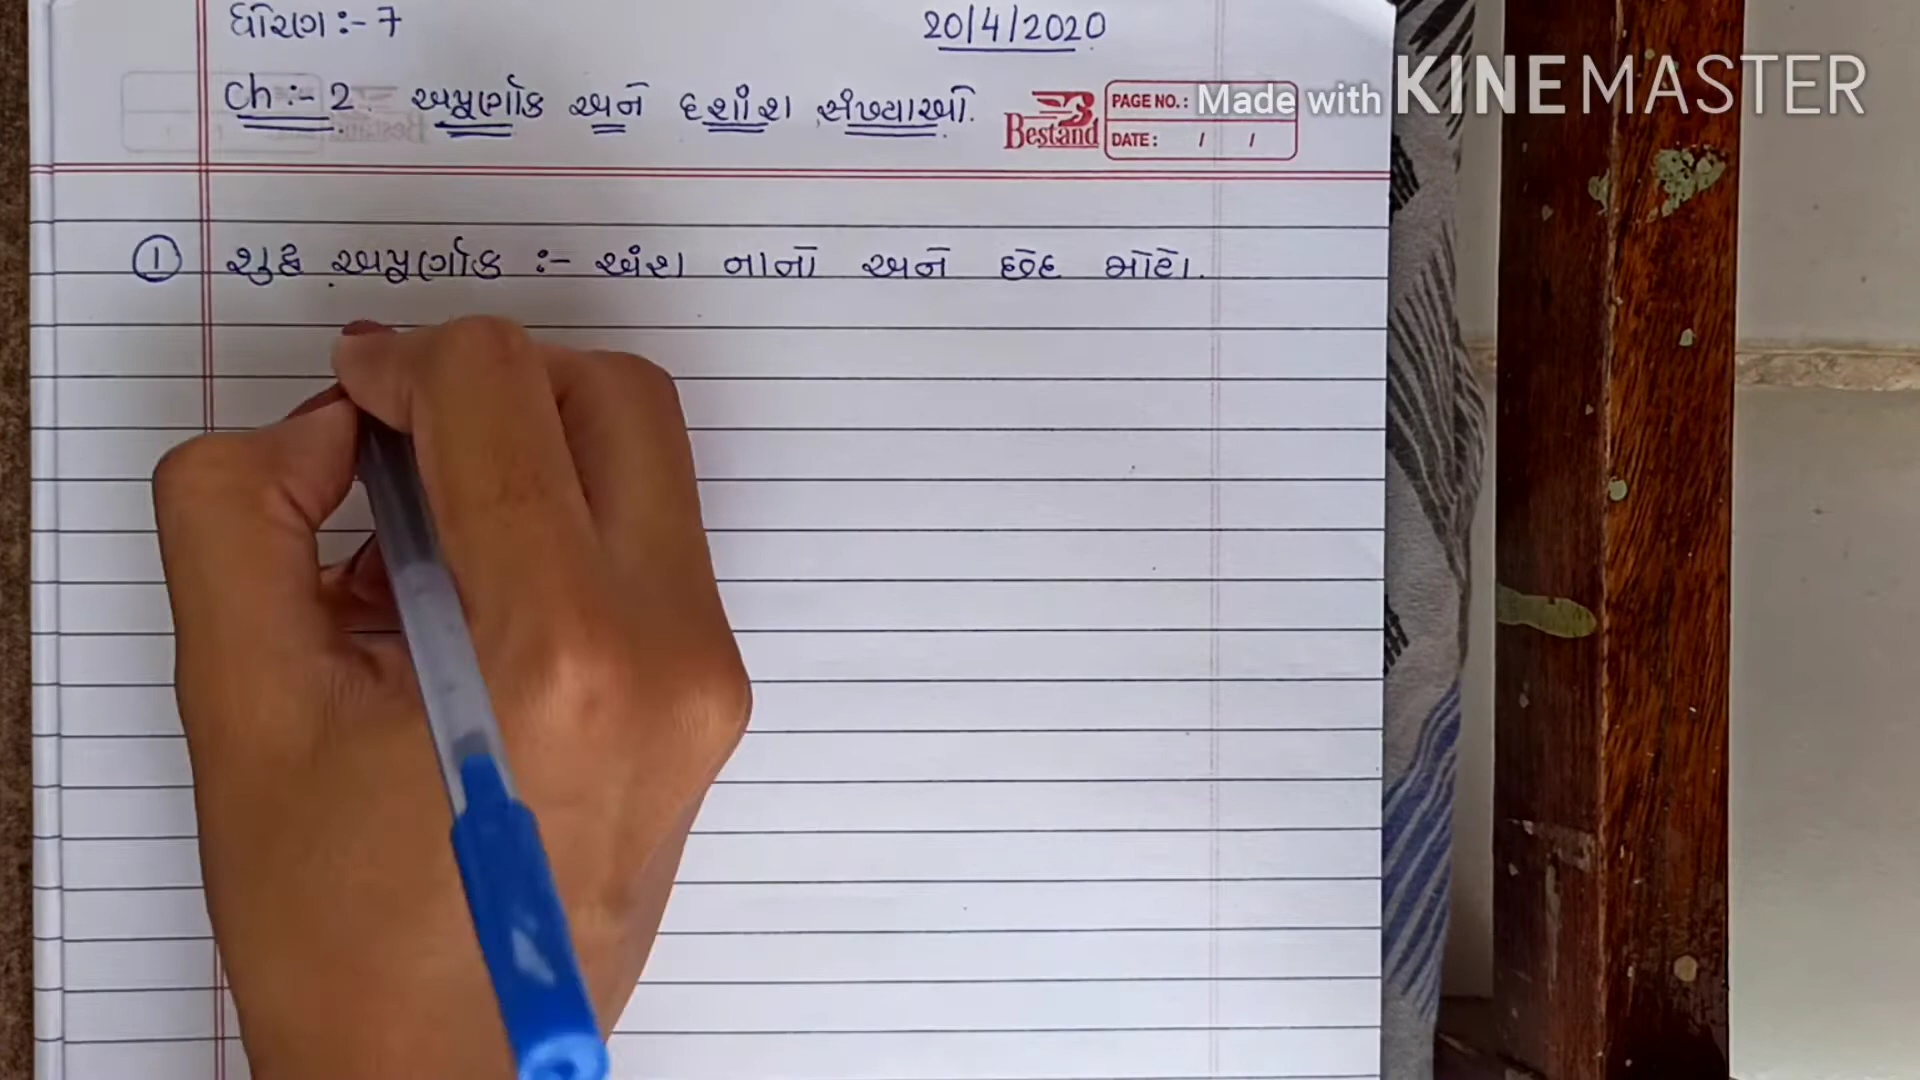 ધોરણ :- 7
20/4/2020
Ch :- 2 અપૂર્ણાંક અને દશાંશ સંખ્યાઓ.
Bestand
PAGE NO.:
DATE: / /
Made with KINEMASTER
① શુદ્ધ અપૂર્ણાંક :- અંશ નાનો અને છેદ મોટો.